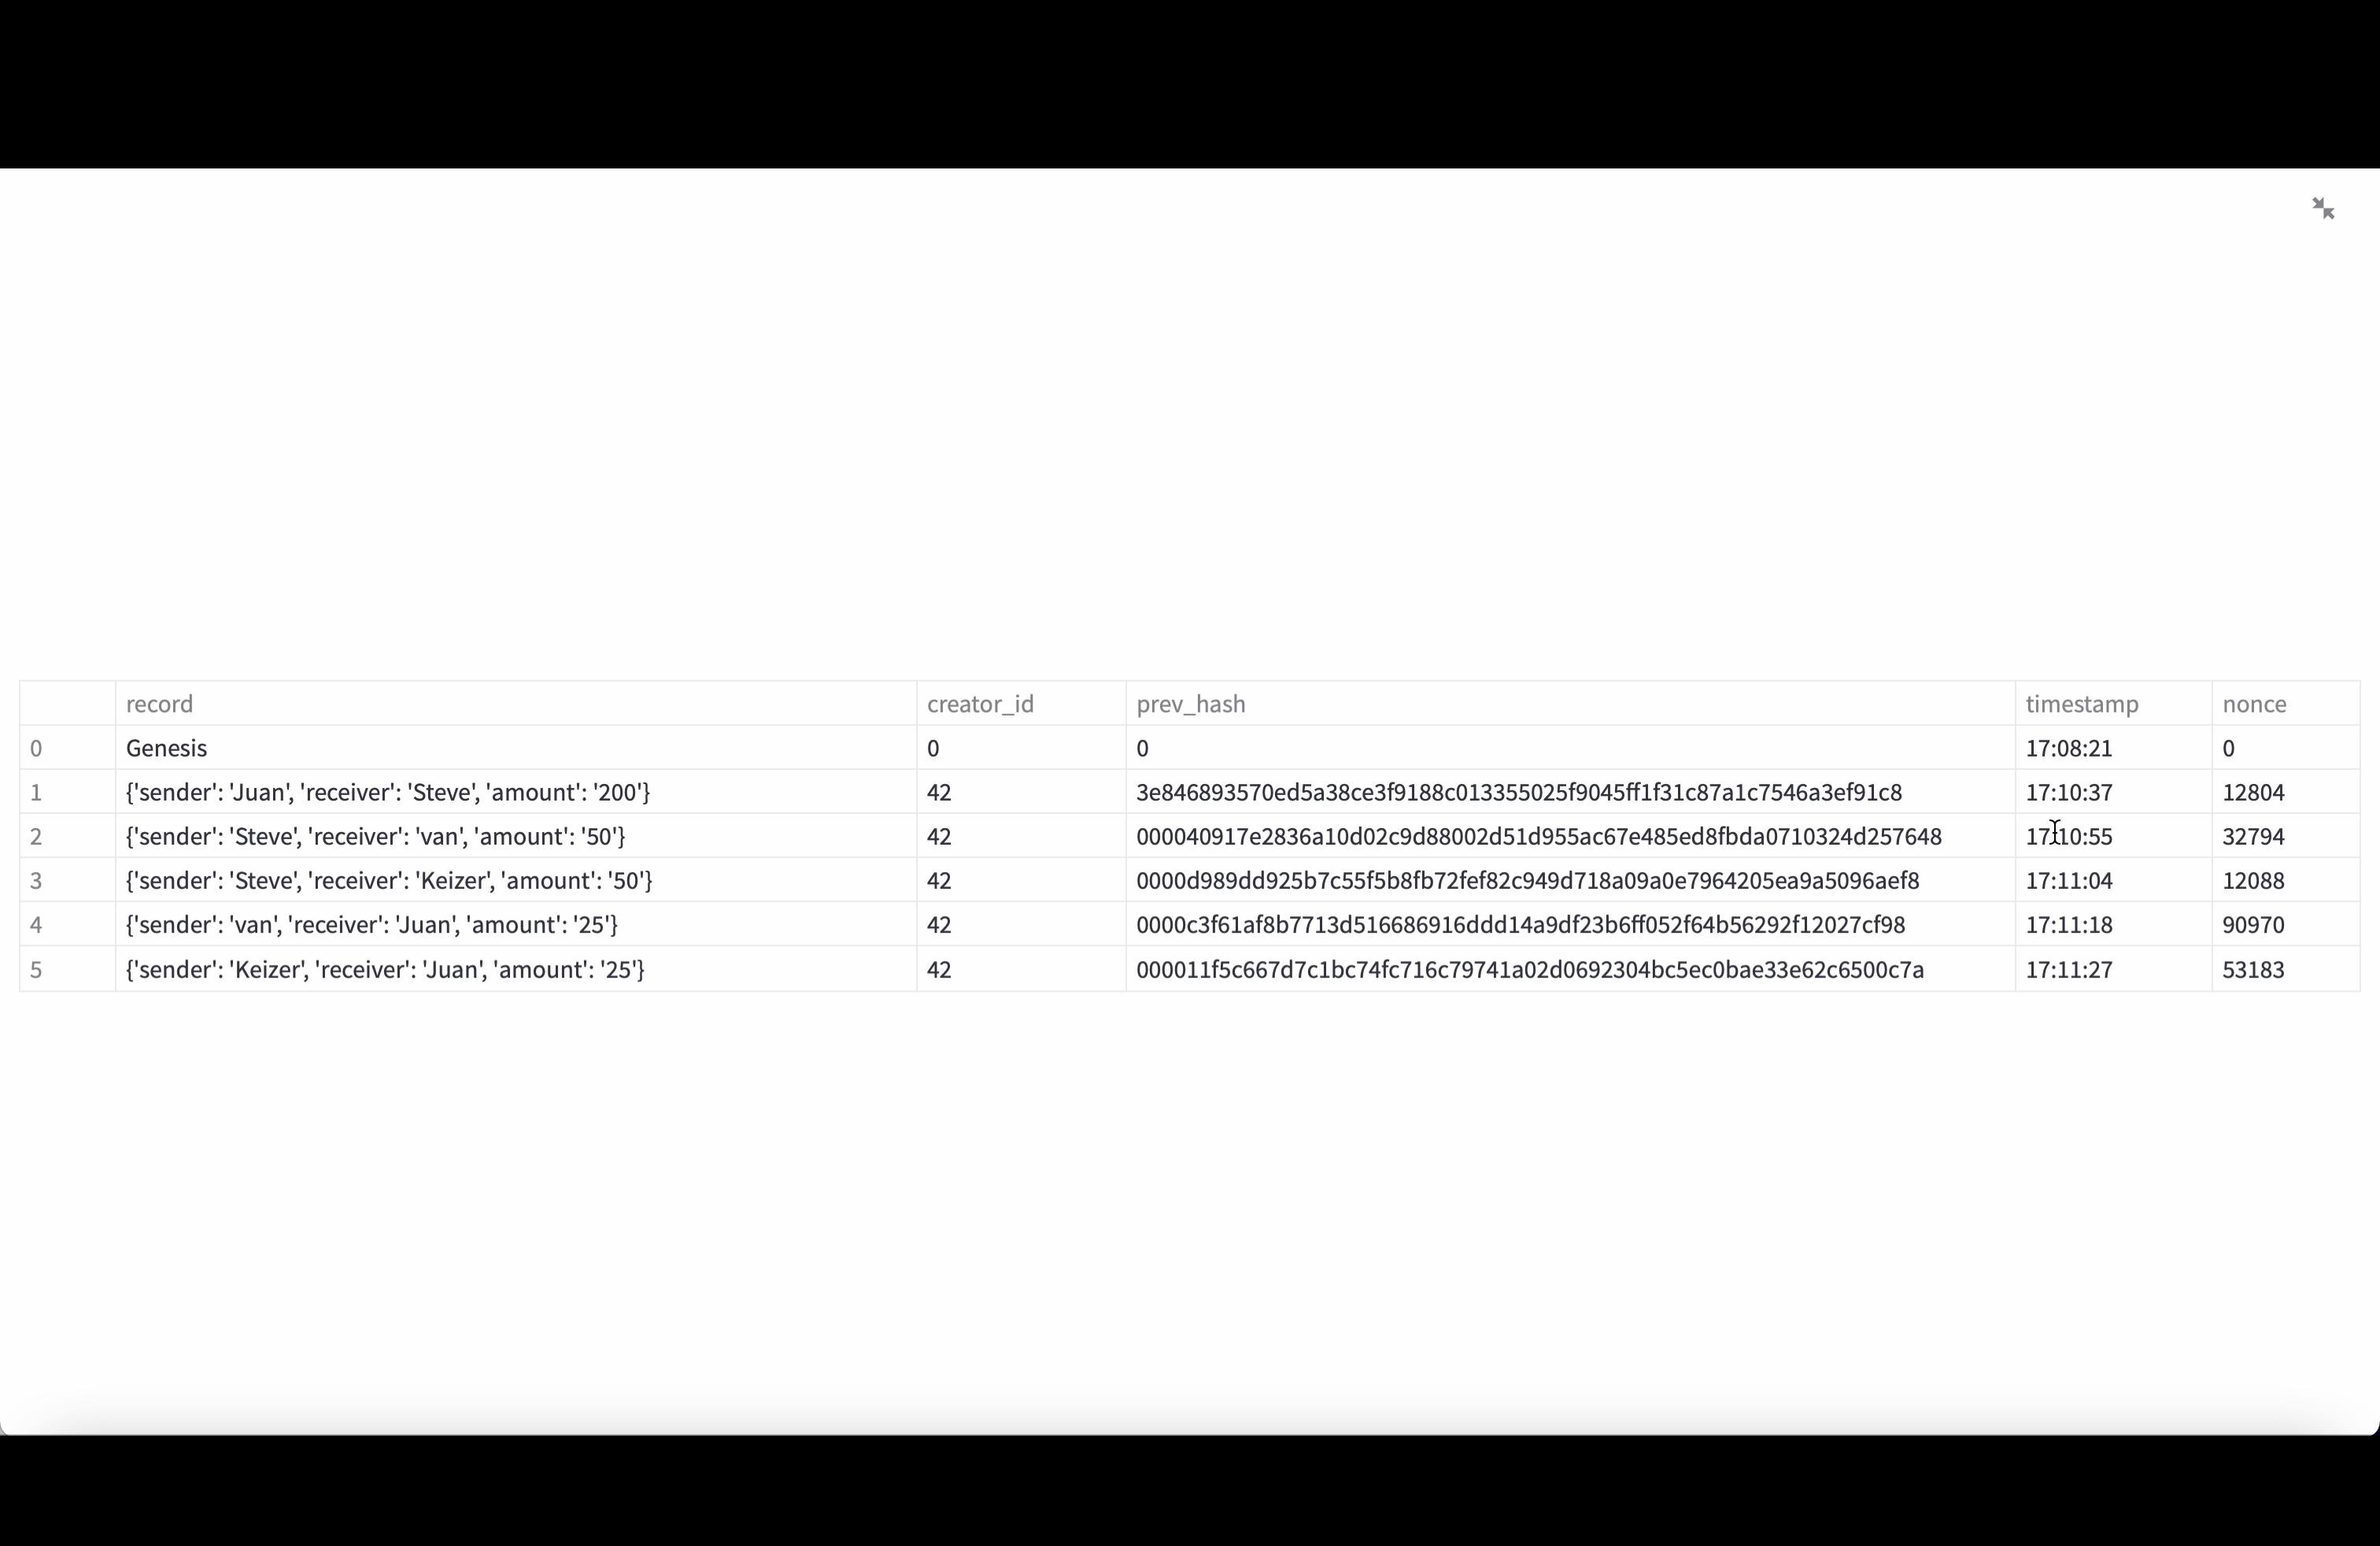 record creator_id prev_hash timestamp nonce
0 Genesis 0 0 17:08:21 0
1 {'sender': 'Juan', 'receiver': 'Steve', 'amount': '200'} 42 3e846893570ed5a38ce3f9188c013355025f9045ff1f31c87a1c7546a3ef91c8 17:10:37 12804
2 {'sender': 'Steve', 'receiver': 'van', 'amount': '50'} 42 000040917e2836a10d02c9d88002d51d955ac67e485ed8fbda0710324d257648 17:10:55 32794
3 {'sender': 'Steve', 'receiver': 'Keizer', 'amount': '50'} 42 0000d989dd925b7c55f5b8fb72fef82c949d718a09a0e7964205ea9a5096aef8 17:11:04 12088
4 {'sender': 'van', 'receiver': 'Juan', 'amount': '25'} 42 0000c3f61af8b7713d516686916ddd14a9df23b6ff052f64b56292f12027cf98 17:11:18 90970
5 {'sender': 'Keizer', 'receiver': 'Juan', 'amount': '25'} 42 000011f5c667d7c1bc74fc716c79741a02d0692304bc5ec0bae33e62c6500c7a 17:11:27 53183